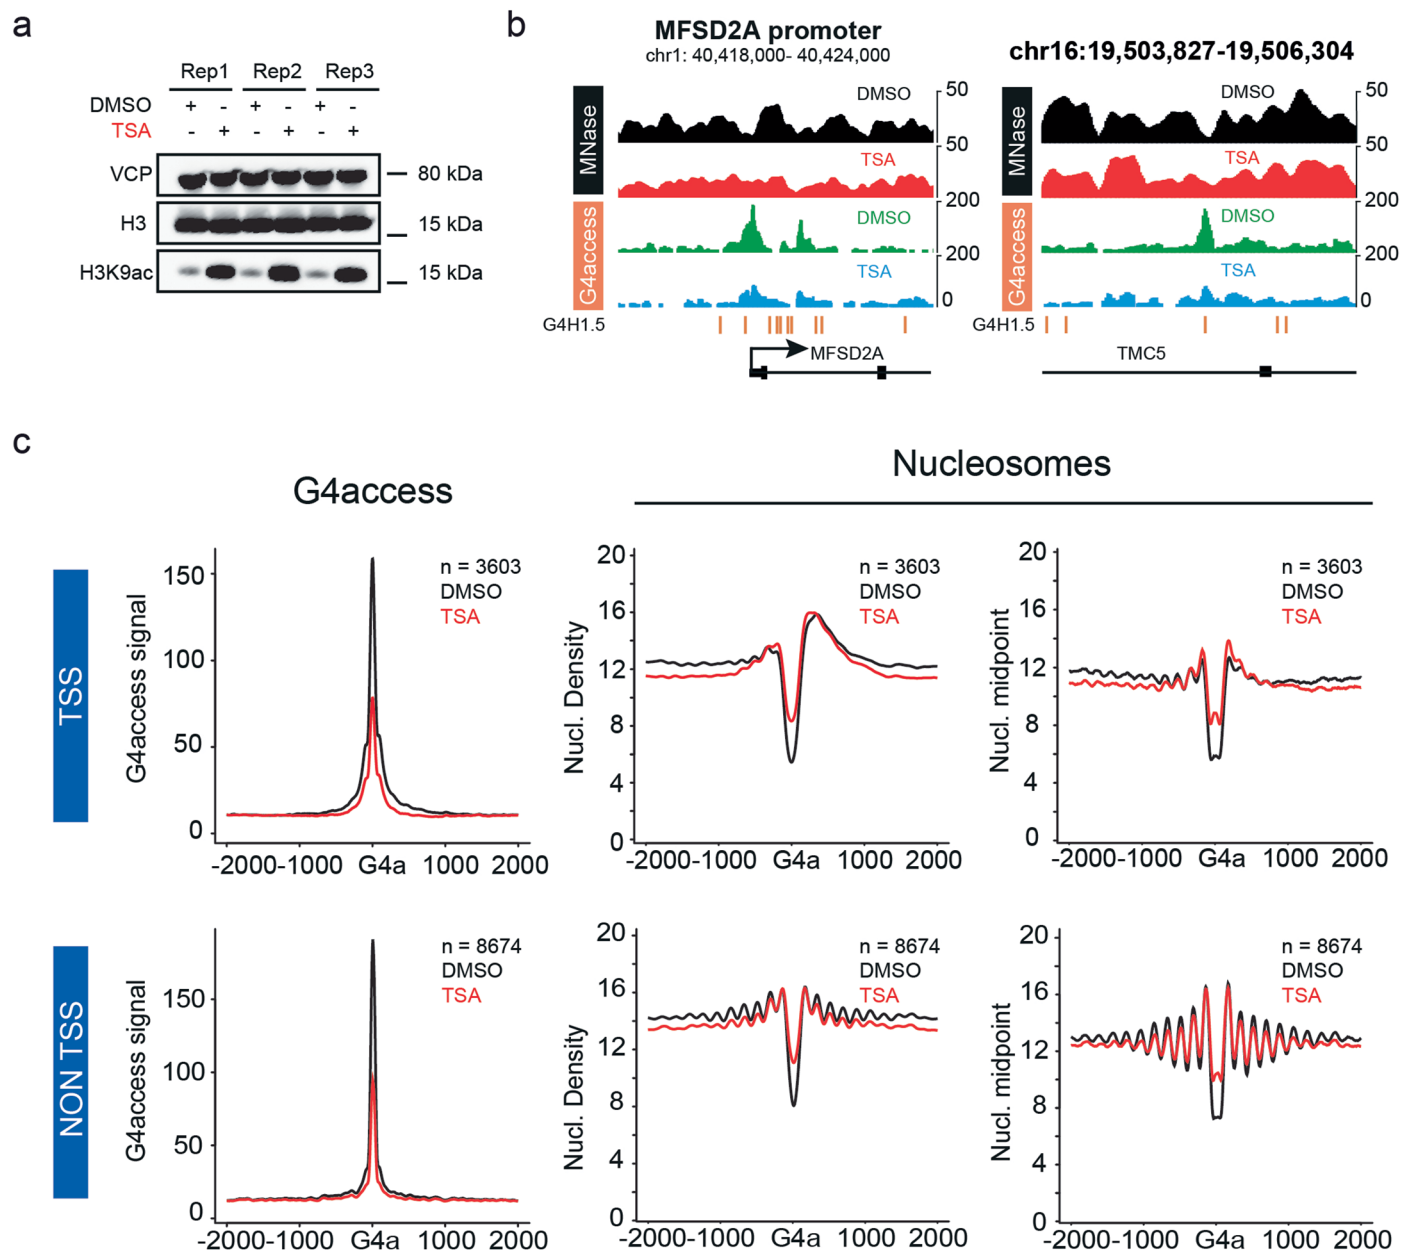 a
Rep1 Rep2 Rep3
DMSO + - + - + -
TSA - + - + - +
VCP 80 kDa
H3 15 kDa
H3K9ac 15 kDa
b
MFSD2A promoter
chr1: 40,418,000- 40,424,000
MNase
DMSO
50
TSA
50
G4access
DMSO
200
TSA
200
0
G4H1.5
MFSD2A
chr16:19,503,827-19,506,304
MNase
DMSO
50
TSA
50
G4access
DMSO
200
TSA
200
0
G4H1.5
TMC5
c
G4access
Nucleosomes
TSS
G4access signal
150
100
50
0
n = 3603
DMSO
TSA
-2000 -1000 G4a 1000 2000
Nucl. Density
20
16
12
8
4
0
n = 3603
DMSO
TSA
-2000 -1000 G4a 1000 2000
Nucl. midpoint
20
16
12
8
4
0
n = 3603
DMSO
TSA
-2000 -1000 G4a 1000 2000
NON TSS
G4access signal
150
100
50
0
n = 8674
DMSO
TSA
-2000 -1000 G4a 1000 2000
Nucl. Density
20
16
12
8
4
0
n = 8674
DMSO
TSA
-2000 -1000 G4a 1000 2000
Nucl. midpoint
20
16
12
8
4
0
n = 8674
DMSO
TSA
-2000 -1000 G4a 1000 2000